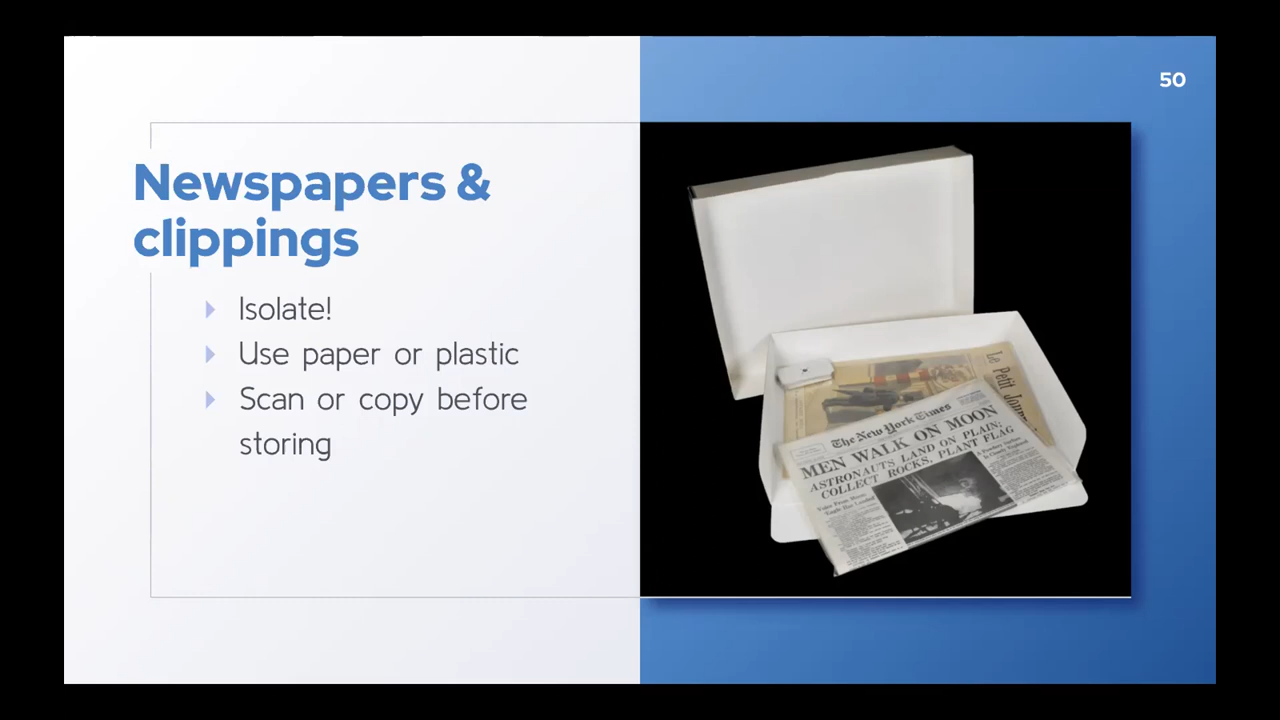 50
Newspapers &
clippings
Isolate!
Use paper or plastic
Scan or copy before
storing
Le Petit
The New York Times
MEN WALK ON MOON
ASTRONAUTS LAND ON PLAIN;
COLLECT ROCKS, PLANT FLAG